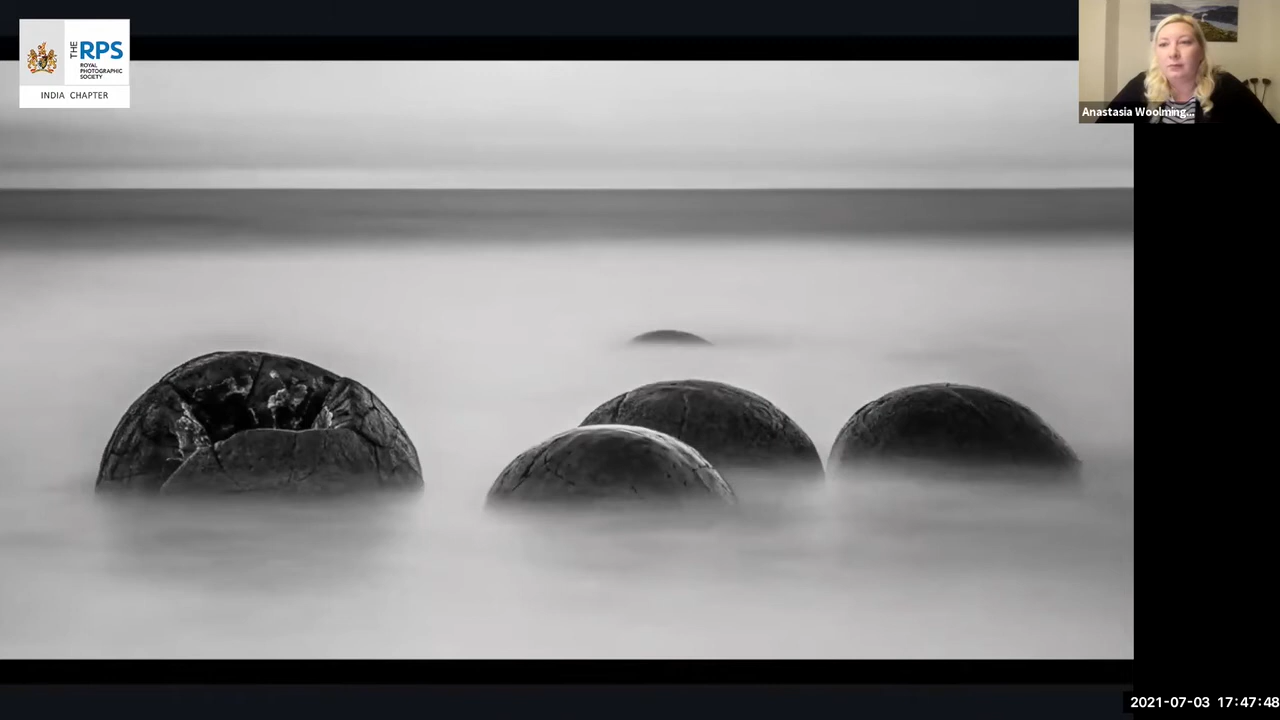 THE RPS
ROYAL
PHOTOGRAPHIC
SOCIETY
INDIA CHAPTER
Anastasia Woolming...
2021-07-03 17:47:48